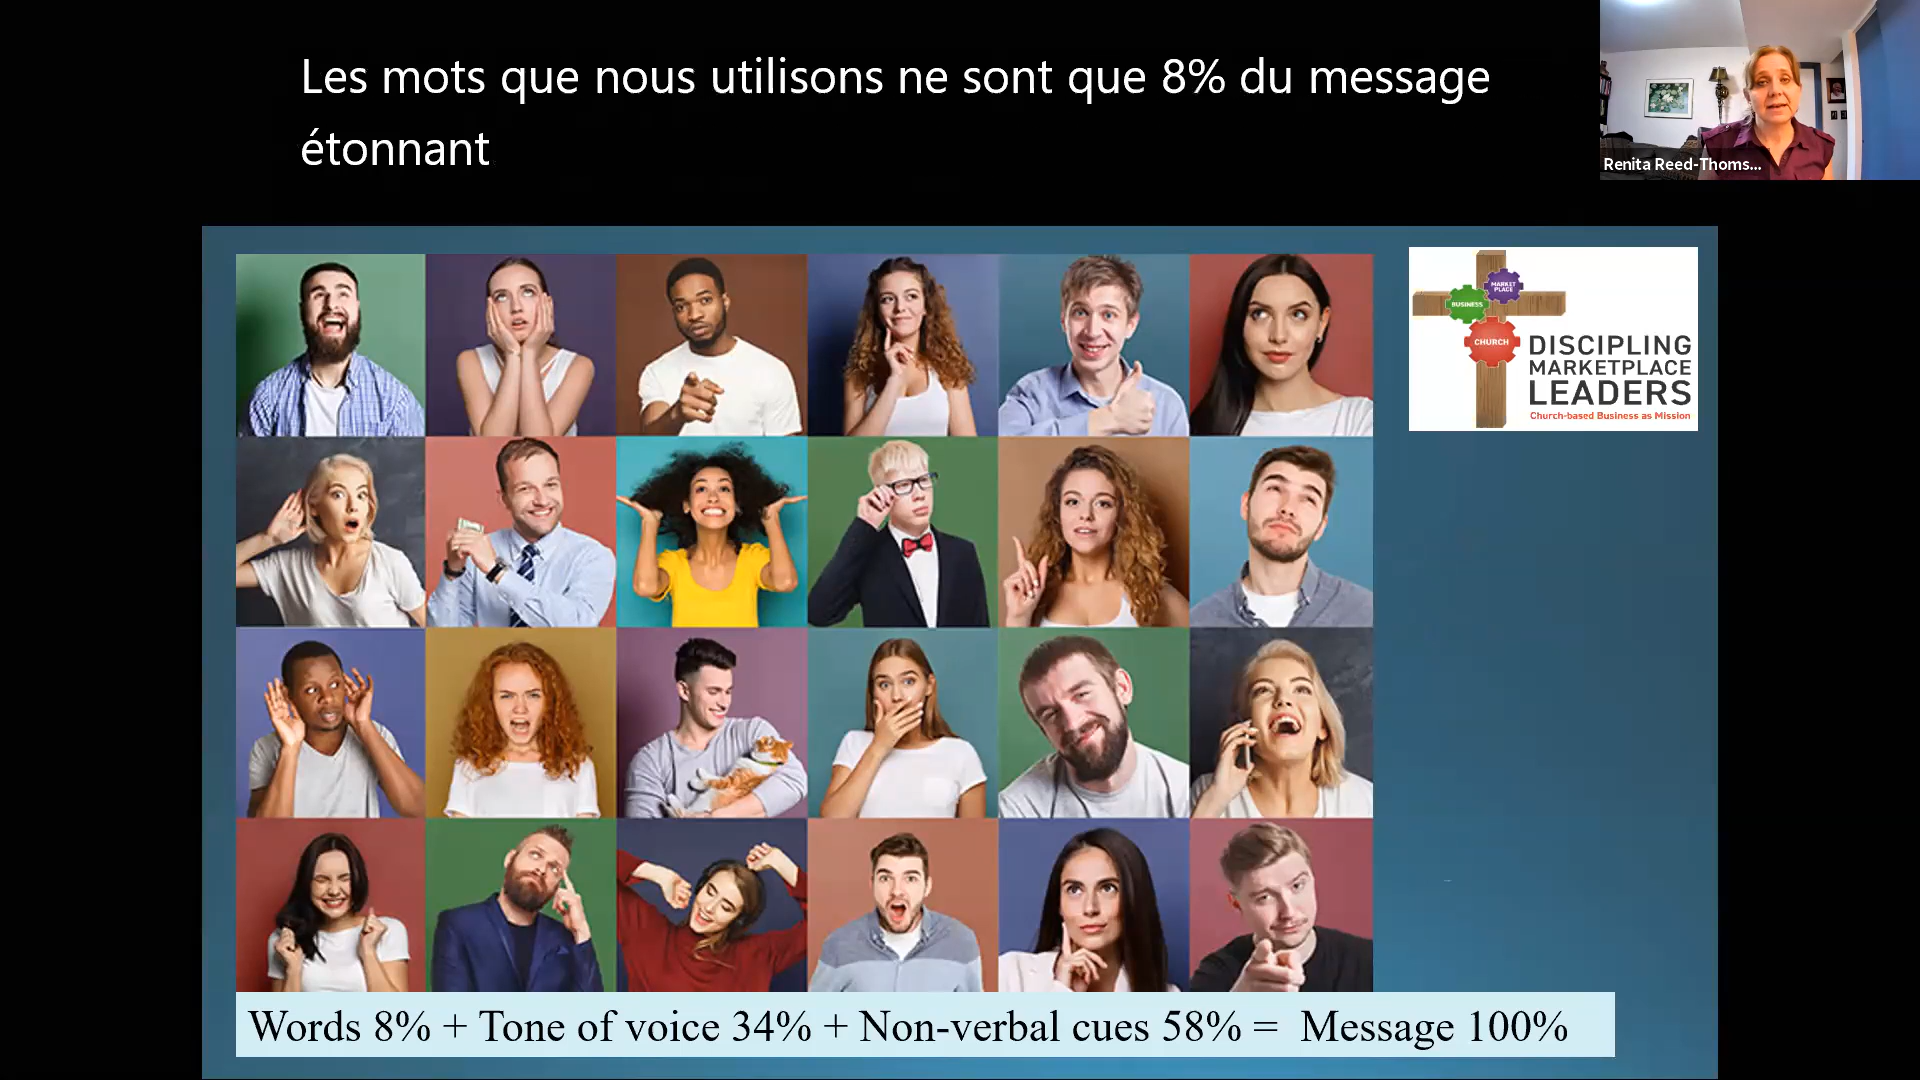 Les mots que nous utilisons ne sont que 8% du message
étonnant
Renita Reed-Thoms...
MARKET
PLACE
BUSINESS
CHURCH
DISCIPLING
MARKETPLACE
LEADERS
Church-based Business as Mission
Words 8% + Tone of voice 34% + Non-verbal cues 58% = Message 100%